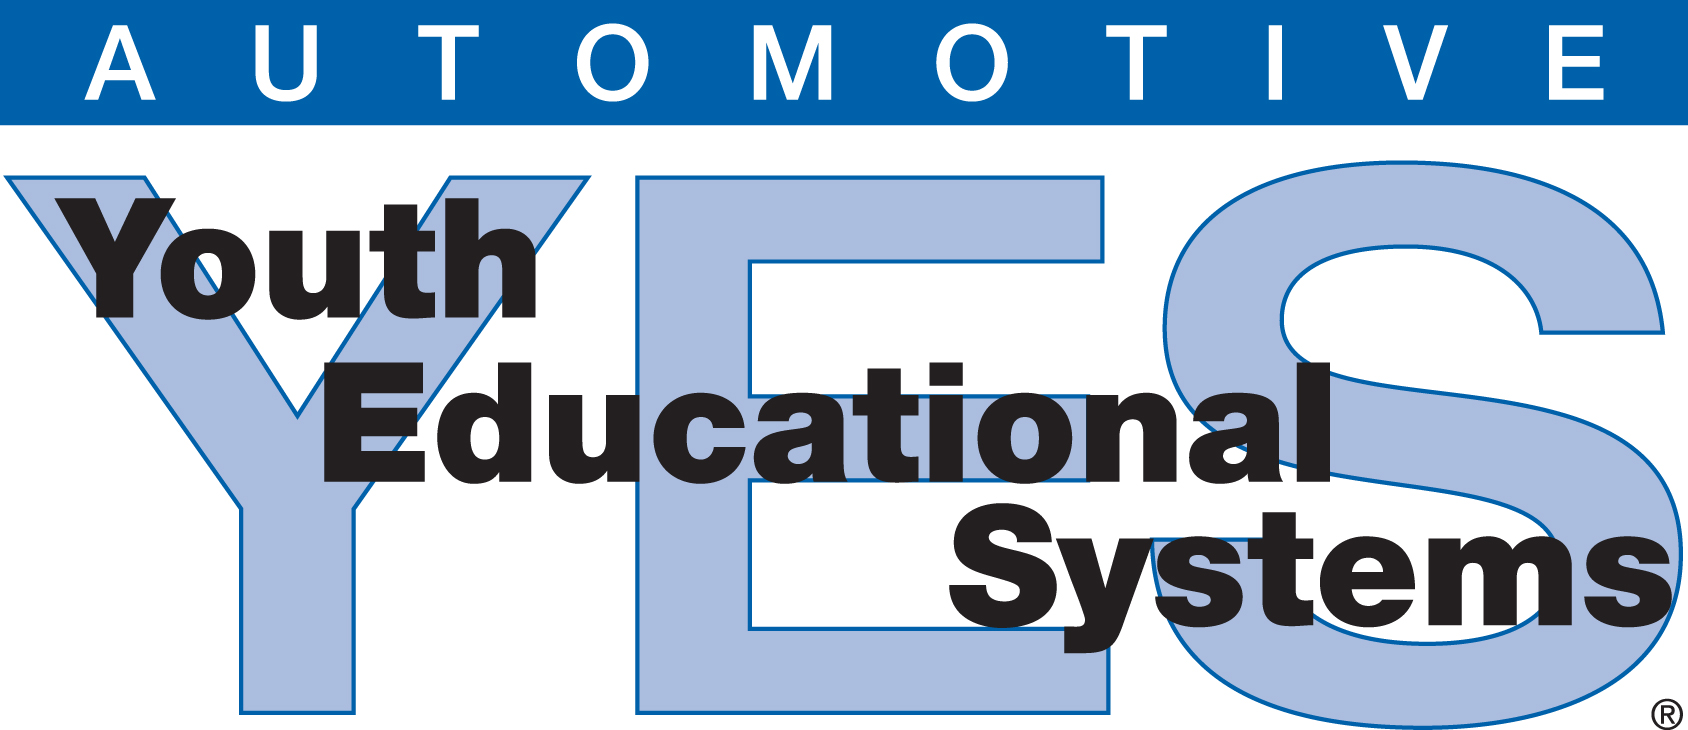 AUTOMOTIVE
YES
Youth
Educational
Systems
®